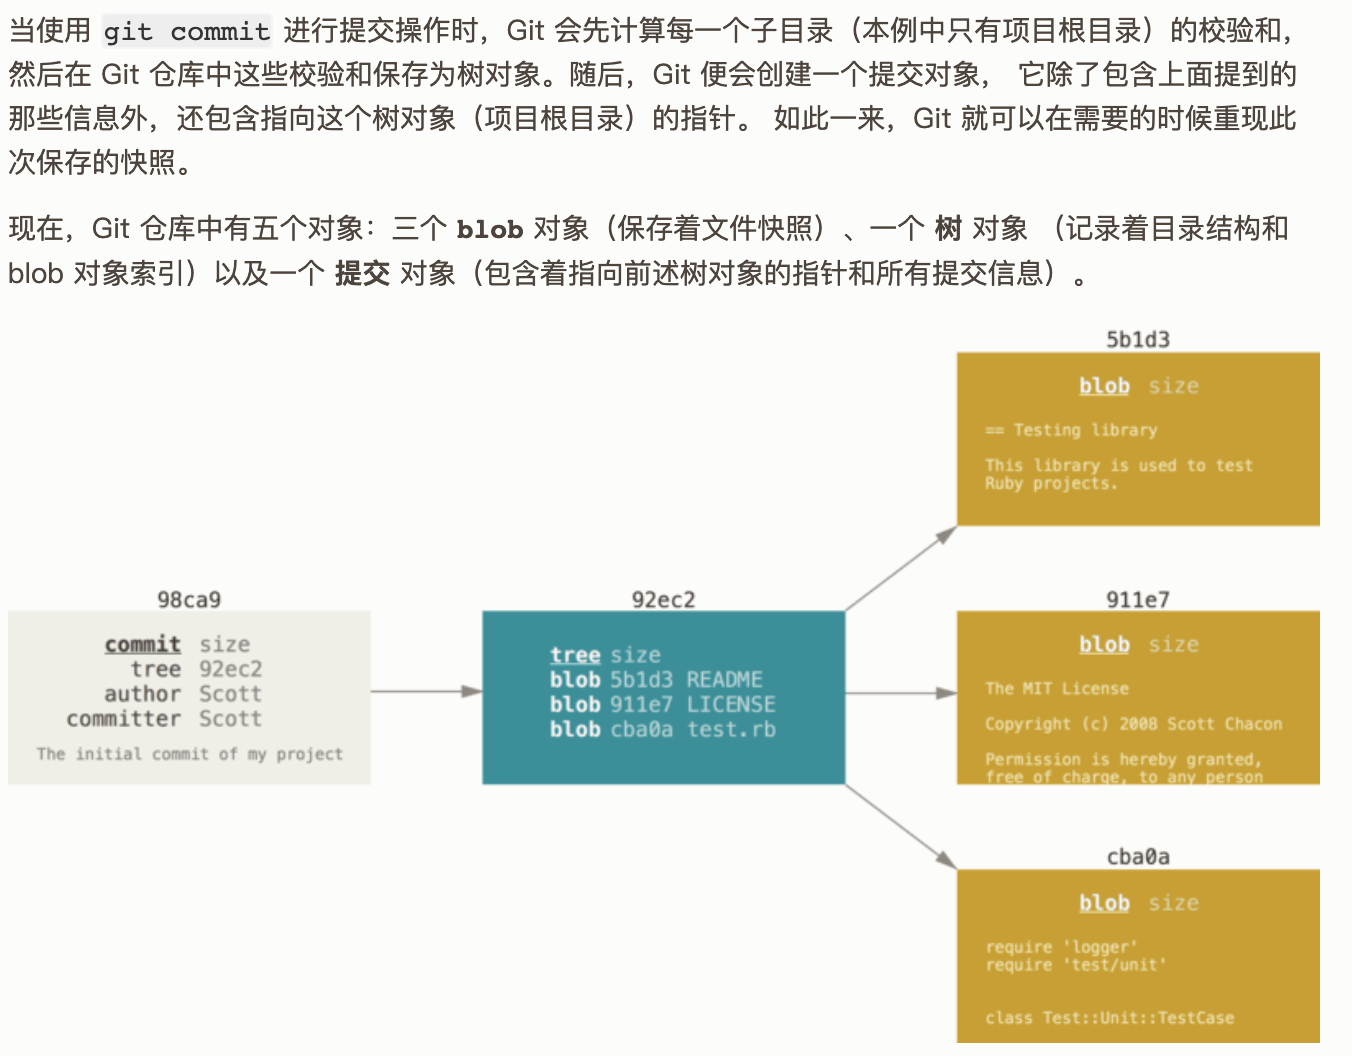 当使用 git commit 进行提交操作时，Git 会先计算每一个子目录（本例中只有项目根目录）的校验和，
然后在 Git 仓库中这些校验和保存为树对象。随后，Git 便会创建一个提交对象， 它除了包含上面提到的
那些信息外，还包含指向这个树对象（项目根目录）的指针。 如此一来，Git 就可以在需要的时候重现此
次保存的快照。
现在，Git 仓库中有五个对象：三个 blob 对象（保存着文件快照）、一个 树 对象 （记录着目录结构和
blob 对象索引）以及一个 提交 对象（包含着指向前述树对象的指针和所有提交信息）。
98ca9
commit size
tree 92ec2
author Scott
committer Scott
The initial commit of my project
92ec2
tree size
blob 5b1d3 README
blob 911e7 LICENSE
blob cba0a test.rb
5b1d3
blob size
== Testing library
This library is used to test
Ruby projects.
911e7
blob size
The MIT License
Copyright (c) 2008 Scott Chacon
Permission is hereby granted,
free of charge, to any person
cba0a
blob size
require 'logger'
require 'test/unit'
class Test::Unit::TestCase